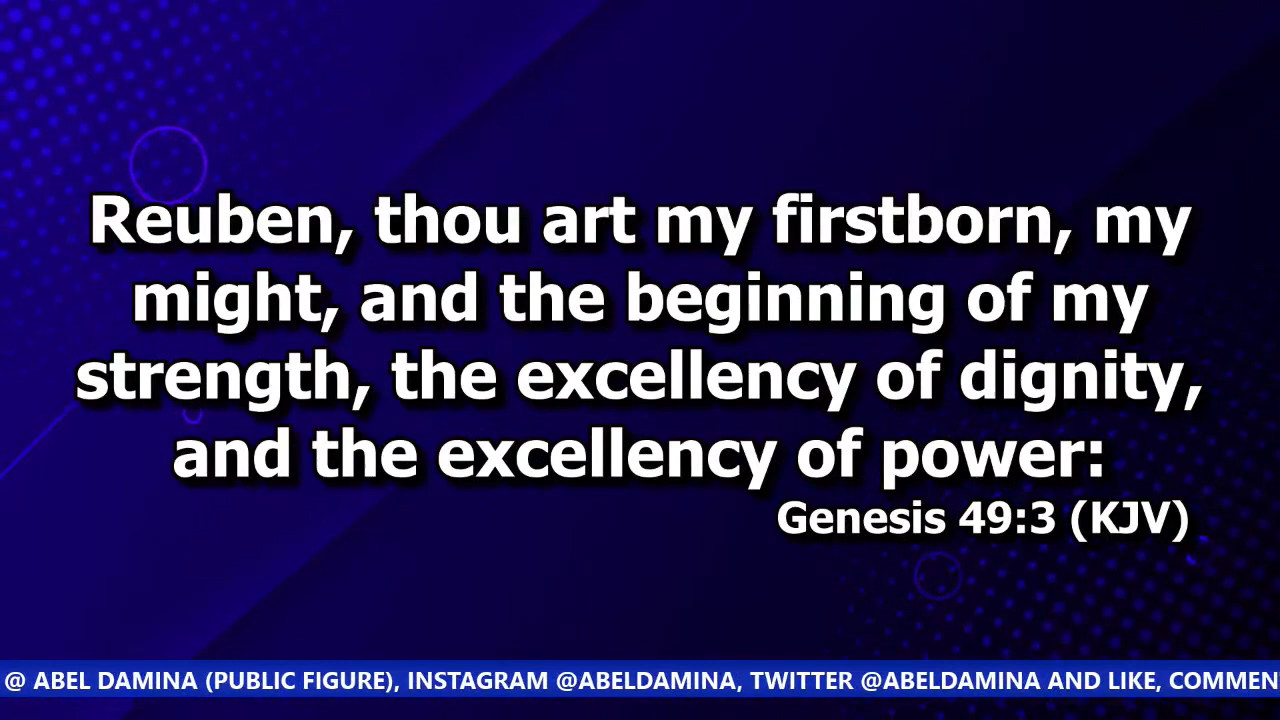 Reuben, thou art my firstborn, my
might, and the beginning of my
strength, the excellency of dignity,
and the excellency of power:
Genesis 49:3 (KJV)
@ ABEL DAMINA (PUBLIC FIGURE), INSTAGRAM @ABELDAMINA, TWITTER @ABELDAMINA AND LIKE, COMMEN